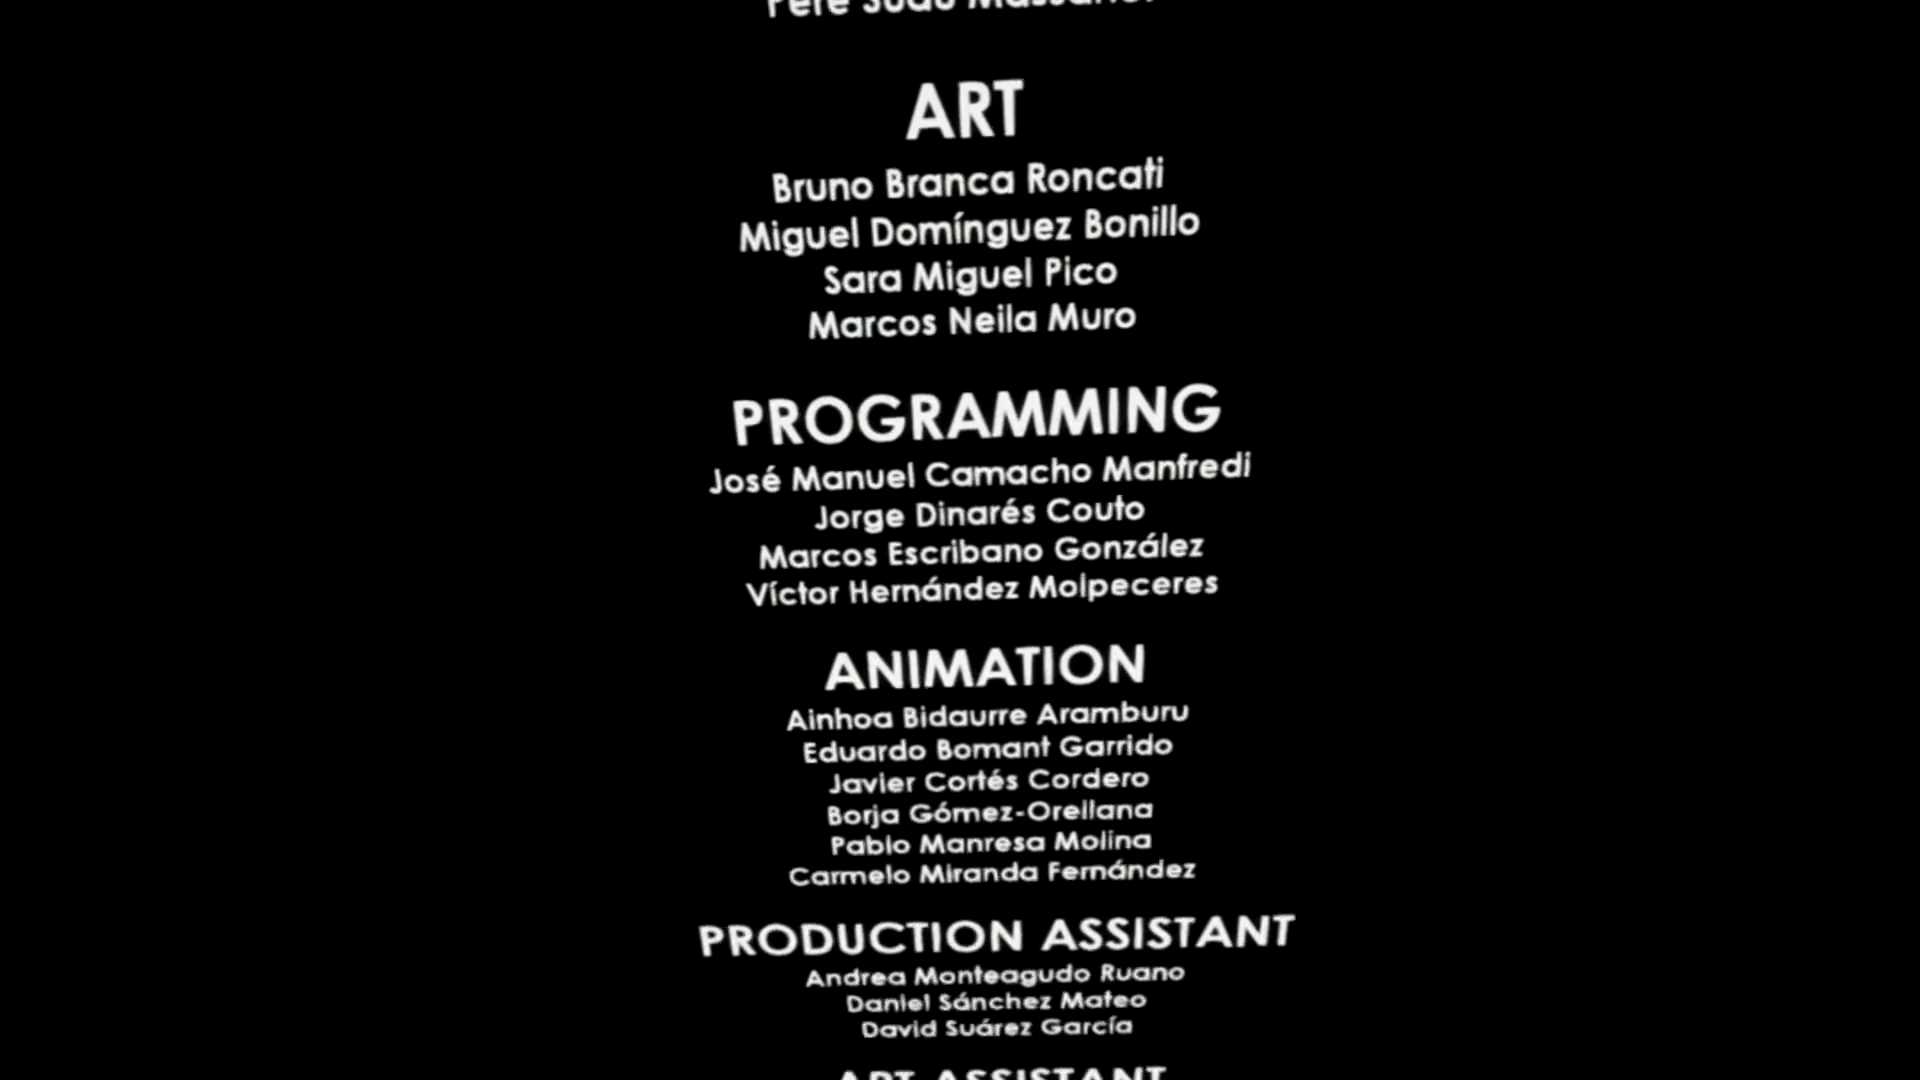 Pere
ART
Bruno Branca Roncati
Miguel Domínguez Bonillo
Sara Miguel Pico
Marcos Neila Muro
PROGRAMMING
José Manuel Camacho Manfredi
Jorge Dinarés Couto
Marcos Escribano González
Víctor Hernández Molpeceres
ANIMATION
Ainhoa Bidaurre Aramburu
Eduardo Bomant Garrido
Javier Cortés Cordero
Borja Gómez-Orellana
Pablo Manresa Molina
Carmelo Miranda Fernández
PRODUCTION ASSISTANT
Andrea Monteagudo Ruano
Daniel Sánchez Mateo
David Suárez García
ART ASSISTANT